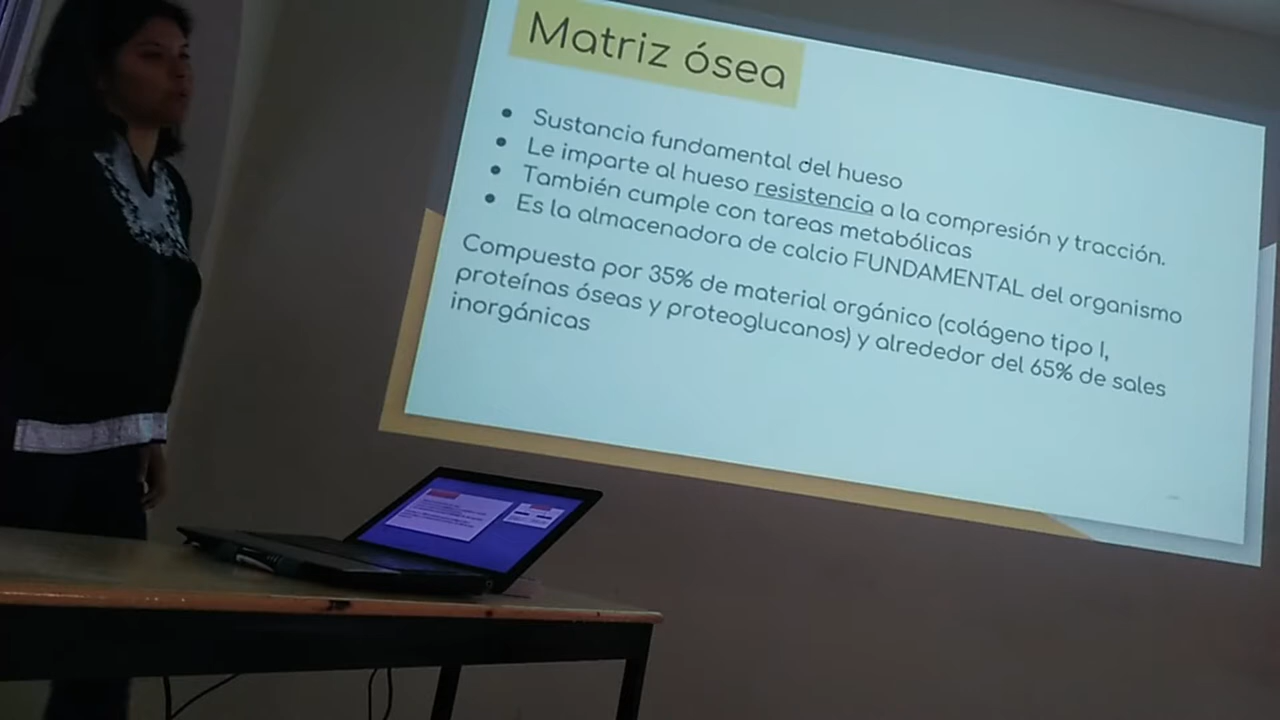 Matriz ósea
● Sustancia fundamental del hueso
● Le imparte al hueso resistencia a la compresión y tracción.
● También cumple con tareas metabólicas
● Es la almacenadora de calcio FUNDAMENTAL del organismo
Compuesta por 35% de material orgánico (colágeno tipo I,
proteínas óseas y proteoglucanos) y alrededor del 65% de sales
inorgánicas